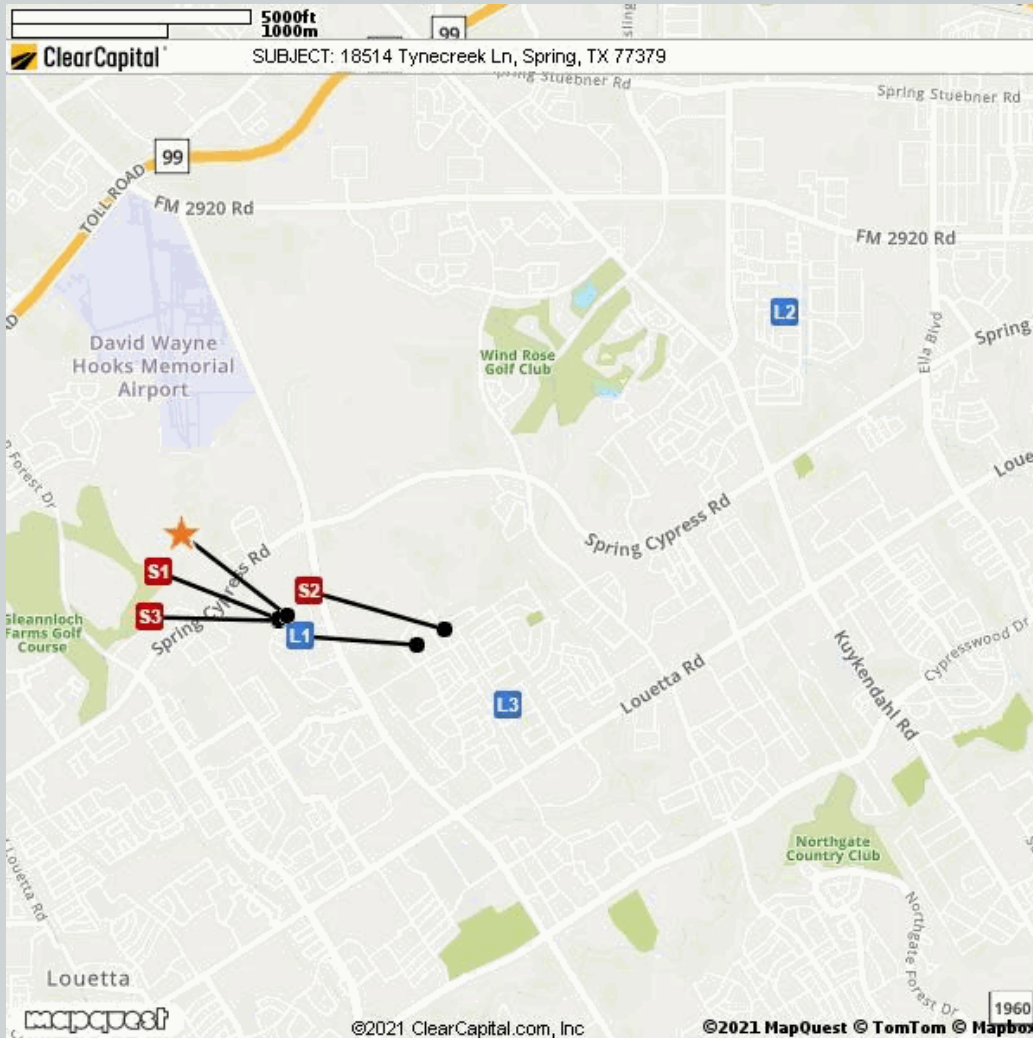 5000ft
1000m
99
ClearCapital
SUBJECT: 18514 Tynecreek Ln, Spring, TX 77379
Spring Stuebner Rd
Spring Stuebner Rd
99
TOLL ROAD
FM 2920 Rd
FM 2920 Rd
L2
Ella Blvd
Spring
David Wayne
Hooks Memorial
Airport
Wind Rose
Golf Club
Forest Dr
Loue
Spring Cypress Rd
Spring Cypress Rd
S1
S2
S3
L1
Gleannloch
Farms Golf
Course
L3
Louetta Rd
Kuykendahl Rd
Cypresswood Dr
Northgate
Country Club
Louetta Rd
Northgate Forest Dr
Louetta
1960
mapquest
©2021 ClearCapital.com, Inc
©2021 MapQuest © TomTom © Mapbox